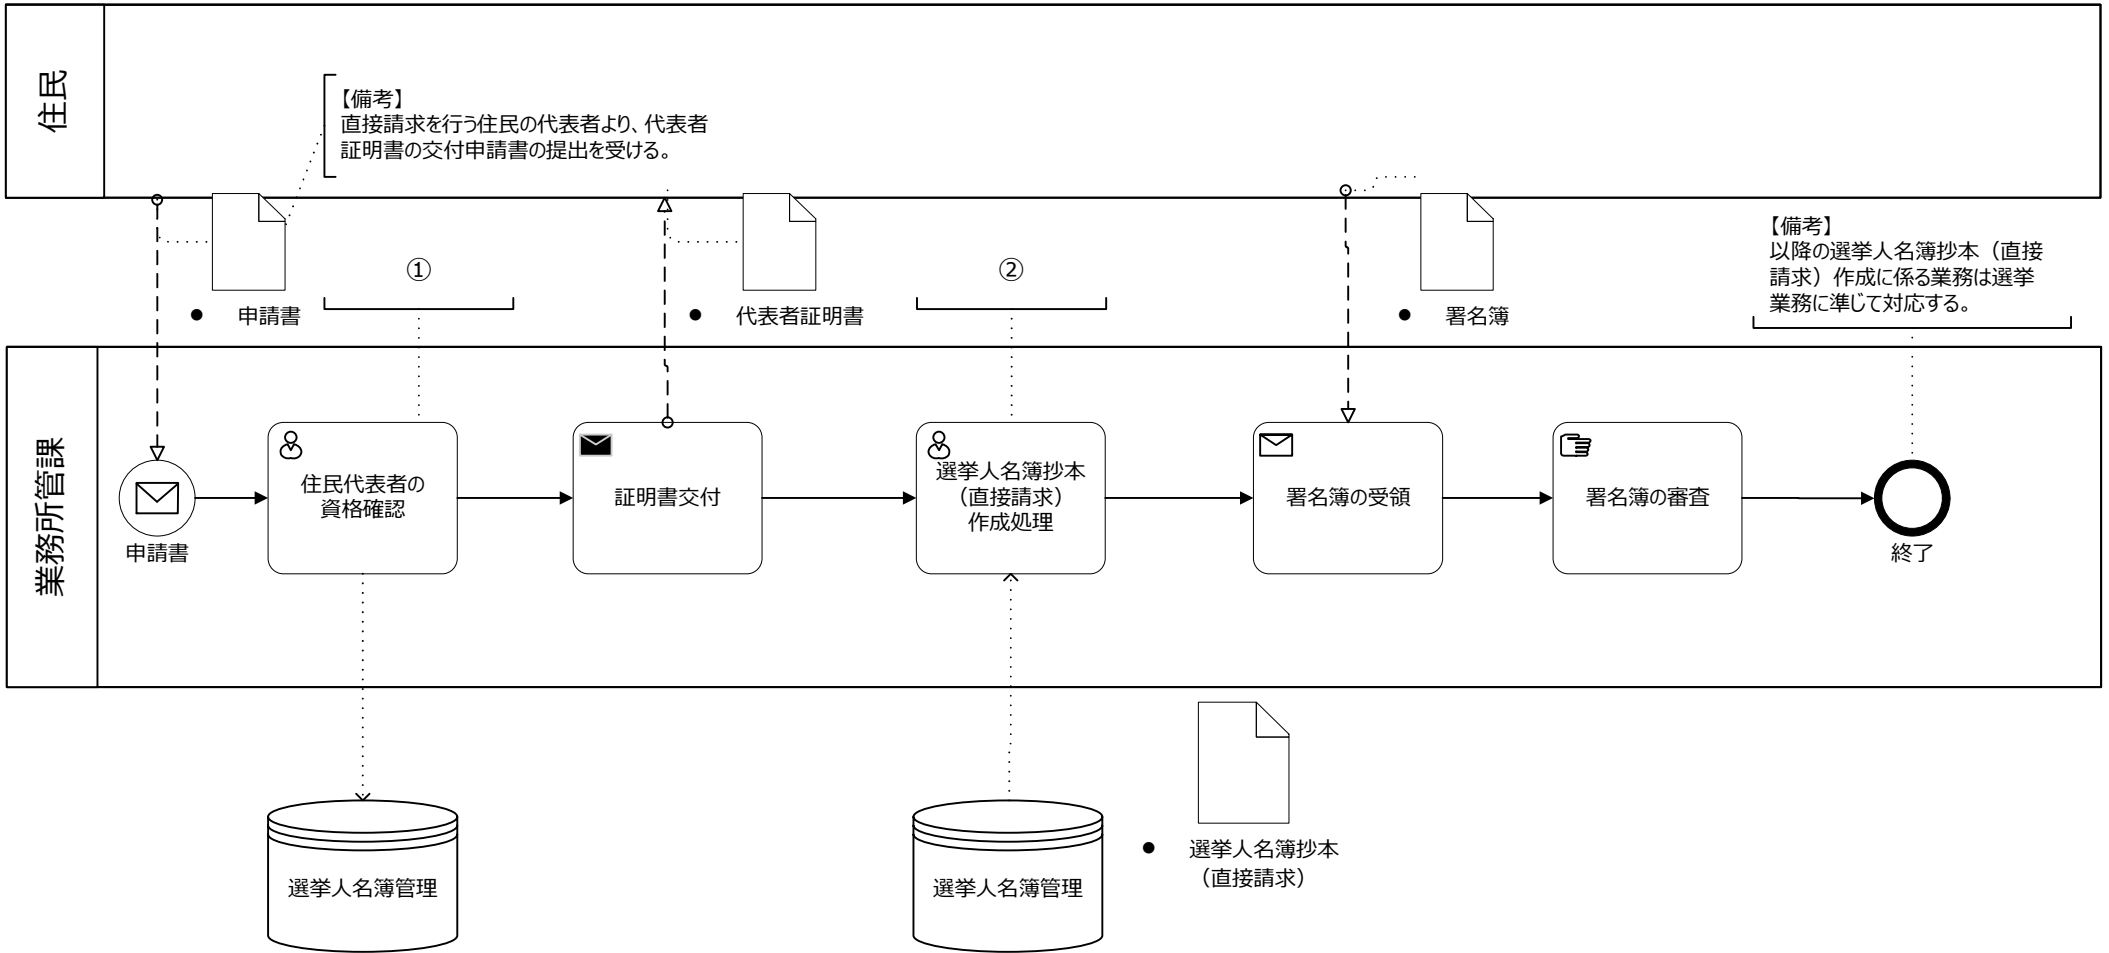 住民
【備考】
直接請求を行う住民の代表者より、代表者
証明書の交付申請書の提出を受ける。
● 申請書
①
● 代表者証明書
②
● 署名簿
【備考】
以降の選挙人名簿抄本（直接
請求）作成に係る業務は選挙
業務に準じて対応する。
業務所管課
申請書
住民代表者の
資格確認
証明書交付
選挙人名簿抄本
（直接請求）
作成処理
署名簿の受領
署名簿の審査
終了
選挙人名簿管理
選挙人名簿管理
● 選挙人名簿抄本
（直接請求）